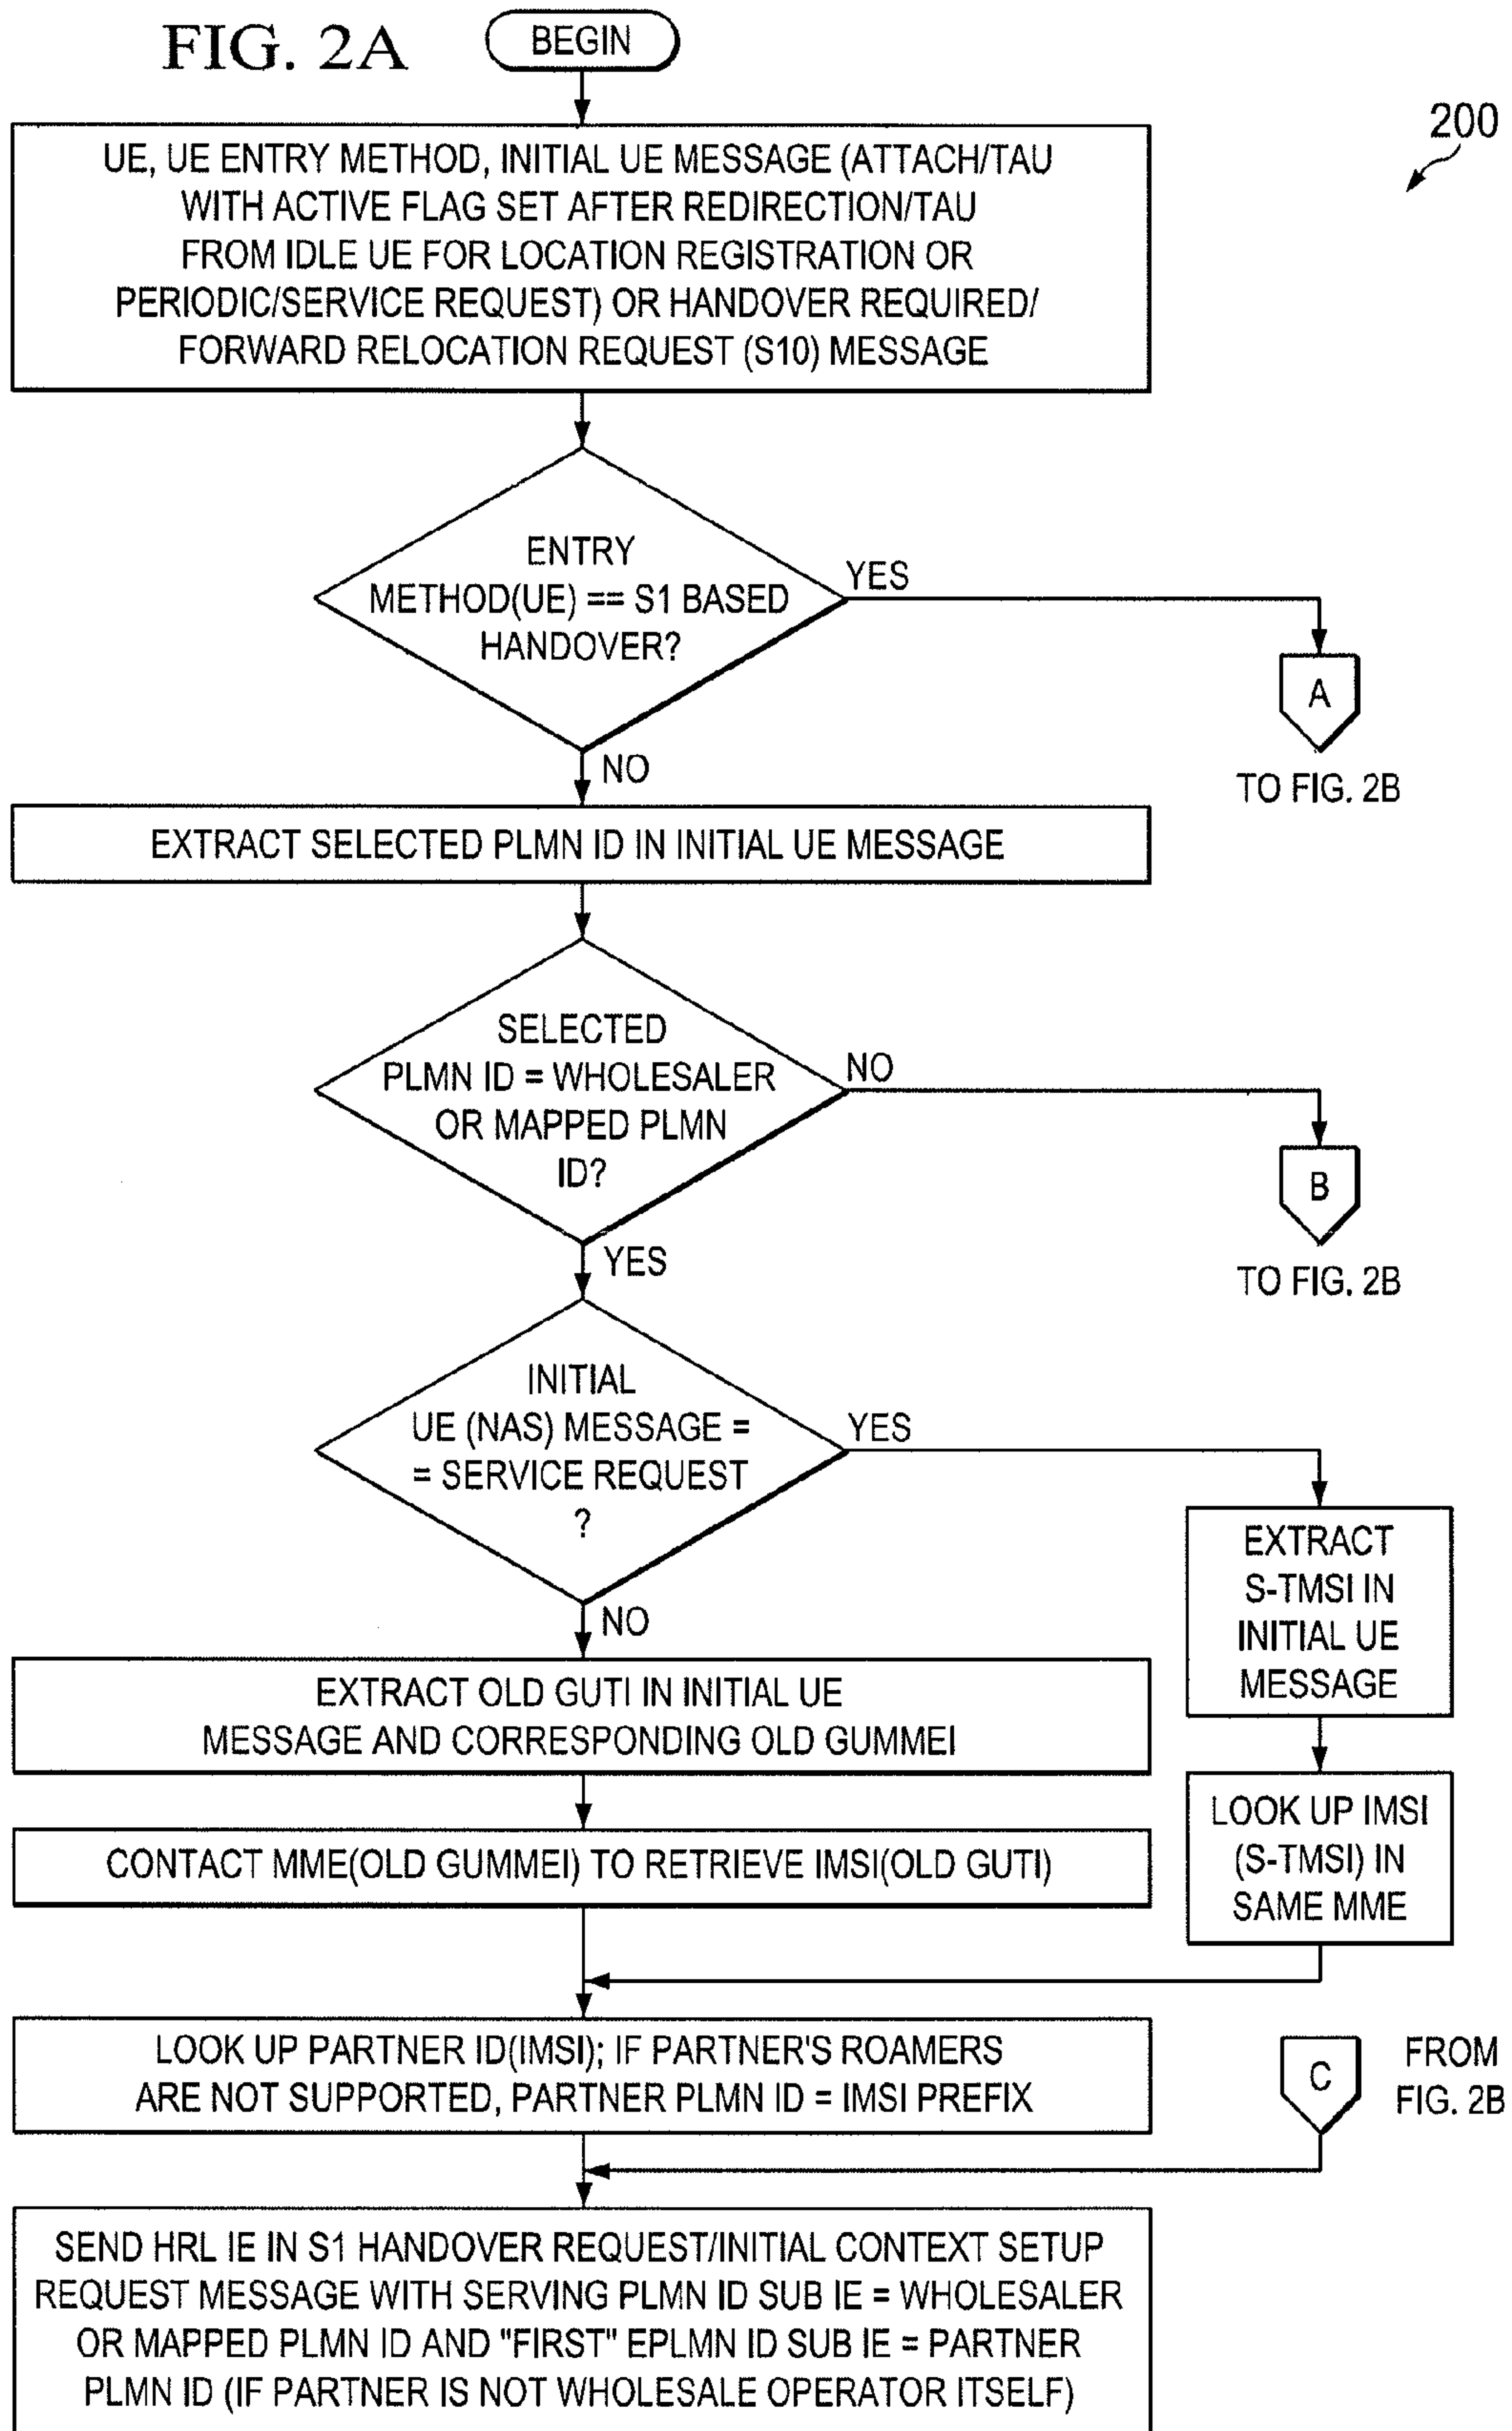 FIG. 2A
BEGIN
200
UE, UE ENTRY METHOD, INITIAL UE MESSAGE (ATTACH/TAU
WITH ACTIVE FLAG SET AFTER REDIRECTION/TAU
FROM IDLE UE FOR LOCATION REGISTRATION OR
PERIODIC/SERVICE REQUEST) OR HANDOVER REQUIRED/
FORWARD RELOCATION REQUEST (S10) MESSAGE
ENTRY
METHOD(UE) == S1 BASED
HANDOVER?
YES
A
TO FIG. 2B
NO
EXTRACT SELECTED PLMN ID IN INITIAL UE MESSAGE
SELECTED
PLMN ID = WHOLESALER
OR MAPPED PLMN
ID?
NO
B
TO FIG. 2B
YES
INITIAL
UE (NAS) MESSAGE =
= SERVICE REQUEST
?
YES
EXTRACT
S-TMSI IN
INITIAL UE
MESSAGE
NO
EXTRACT OLD GUTI IN INITIAL UE
MESSAGE AND CORRESPONDING OLD GUMMEI
LOOK UP IMSI
(S-TMSI) IN
SAME MME
CONTACT MME(OLD GUMMEI) TO RETRIEVE IMSI(OLD GUTI)
LOOK UP PARTNER ID(IMSI); IF PARTNER'S ROAMERS
ARE NOT SUPPORTED, PARTNER PLMN ID = IMSI PREFIX
C
FROM
FIG. 2B
SEND HRL IE IN S1 HANDOVER REQUEST/INITIAL CONTEXT SETUP
REQUEST MESSAGE WITH SERVING PLMN ID SUB IE = WHOLESALER
OR MAPPED PLMN ID AND "FIRST" EPLMN ID SUB IE = PARTNER
PLMN ID (IF PARTNER IS NOT WHOLESALE OPERATOR ITSELF)